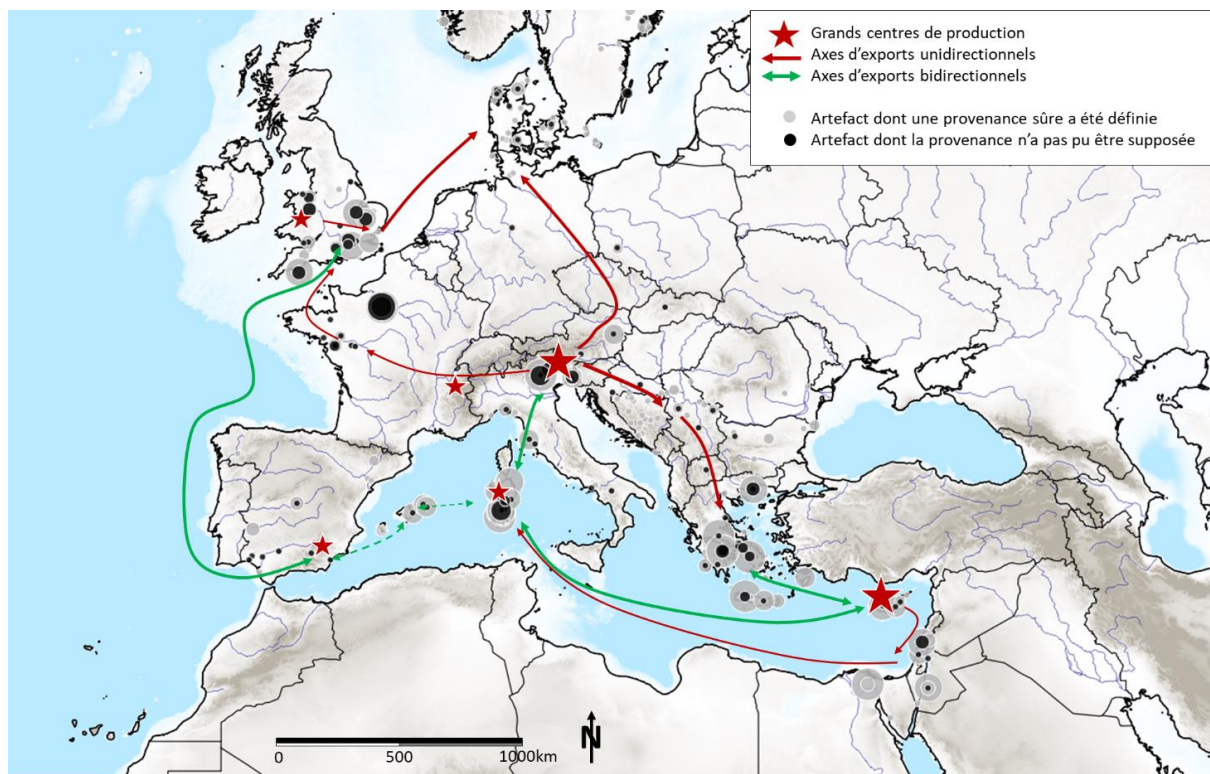 Grands centres de production
Axes d'exports unidirectionnels
Axes d'exports bidirectionnels
Artefact dont une provenance sûre a été définie
Artefact dont la provenance n'a pas pu être supposée
N
0 500 1000km